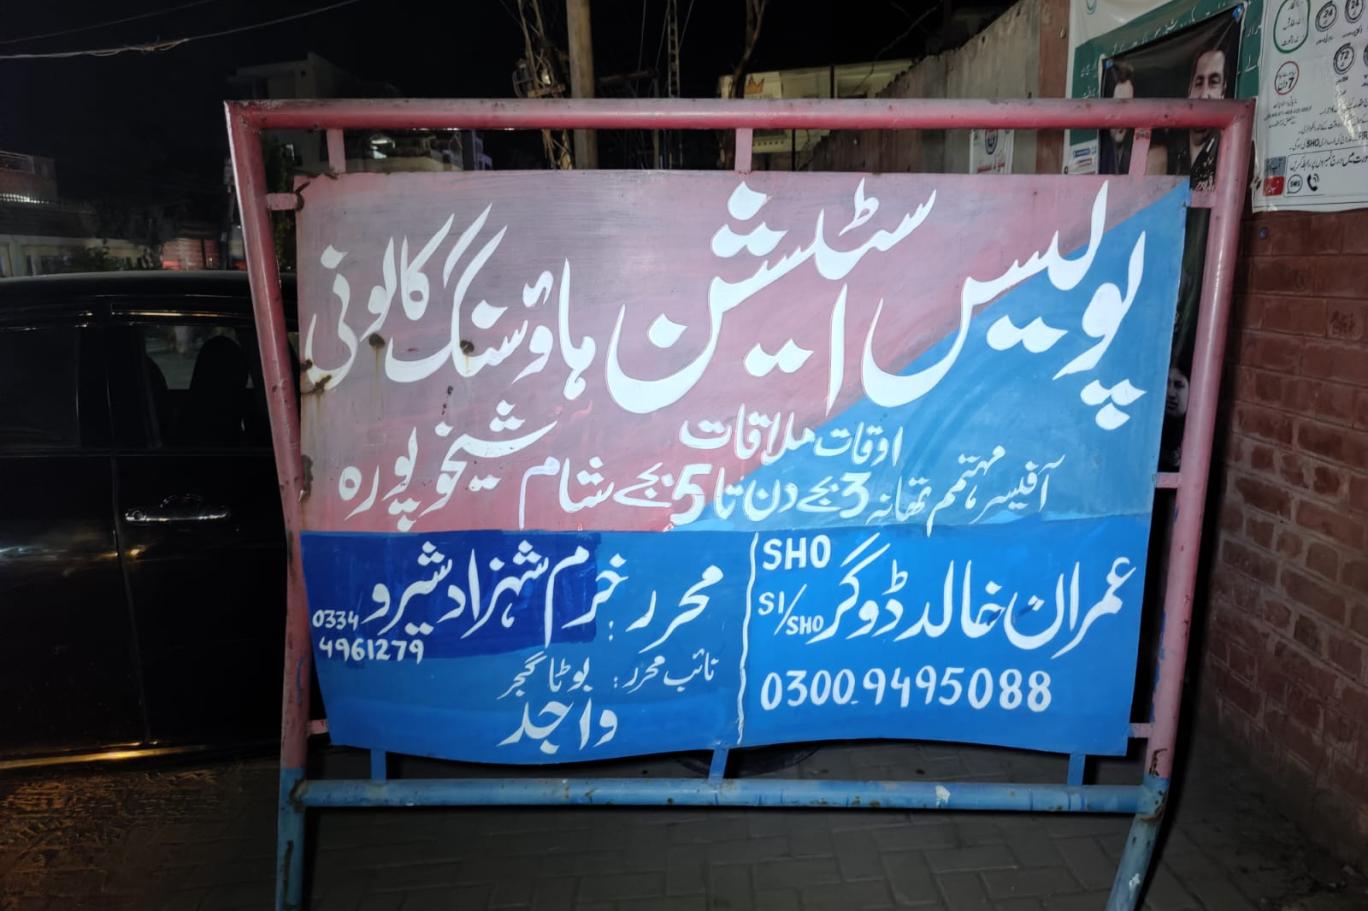 پولیس اسٹیشن ہاؤسنگ کالونی
اوقات ملاقات
آفیسر مہتمم تھانہ 3 بجے دن تا 5 بجے شام شیخوپورہ
SHO
عمران خالد ڈوگر SI/SHO
0300.9495088
محرر : خرم شہزاد شیرو 0334
4961279
نائب محرر : بوٹا گجر
واجد